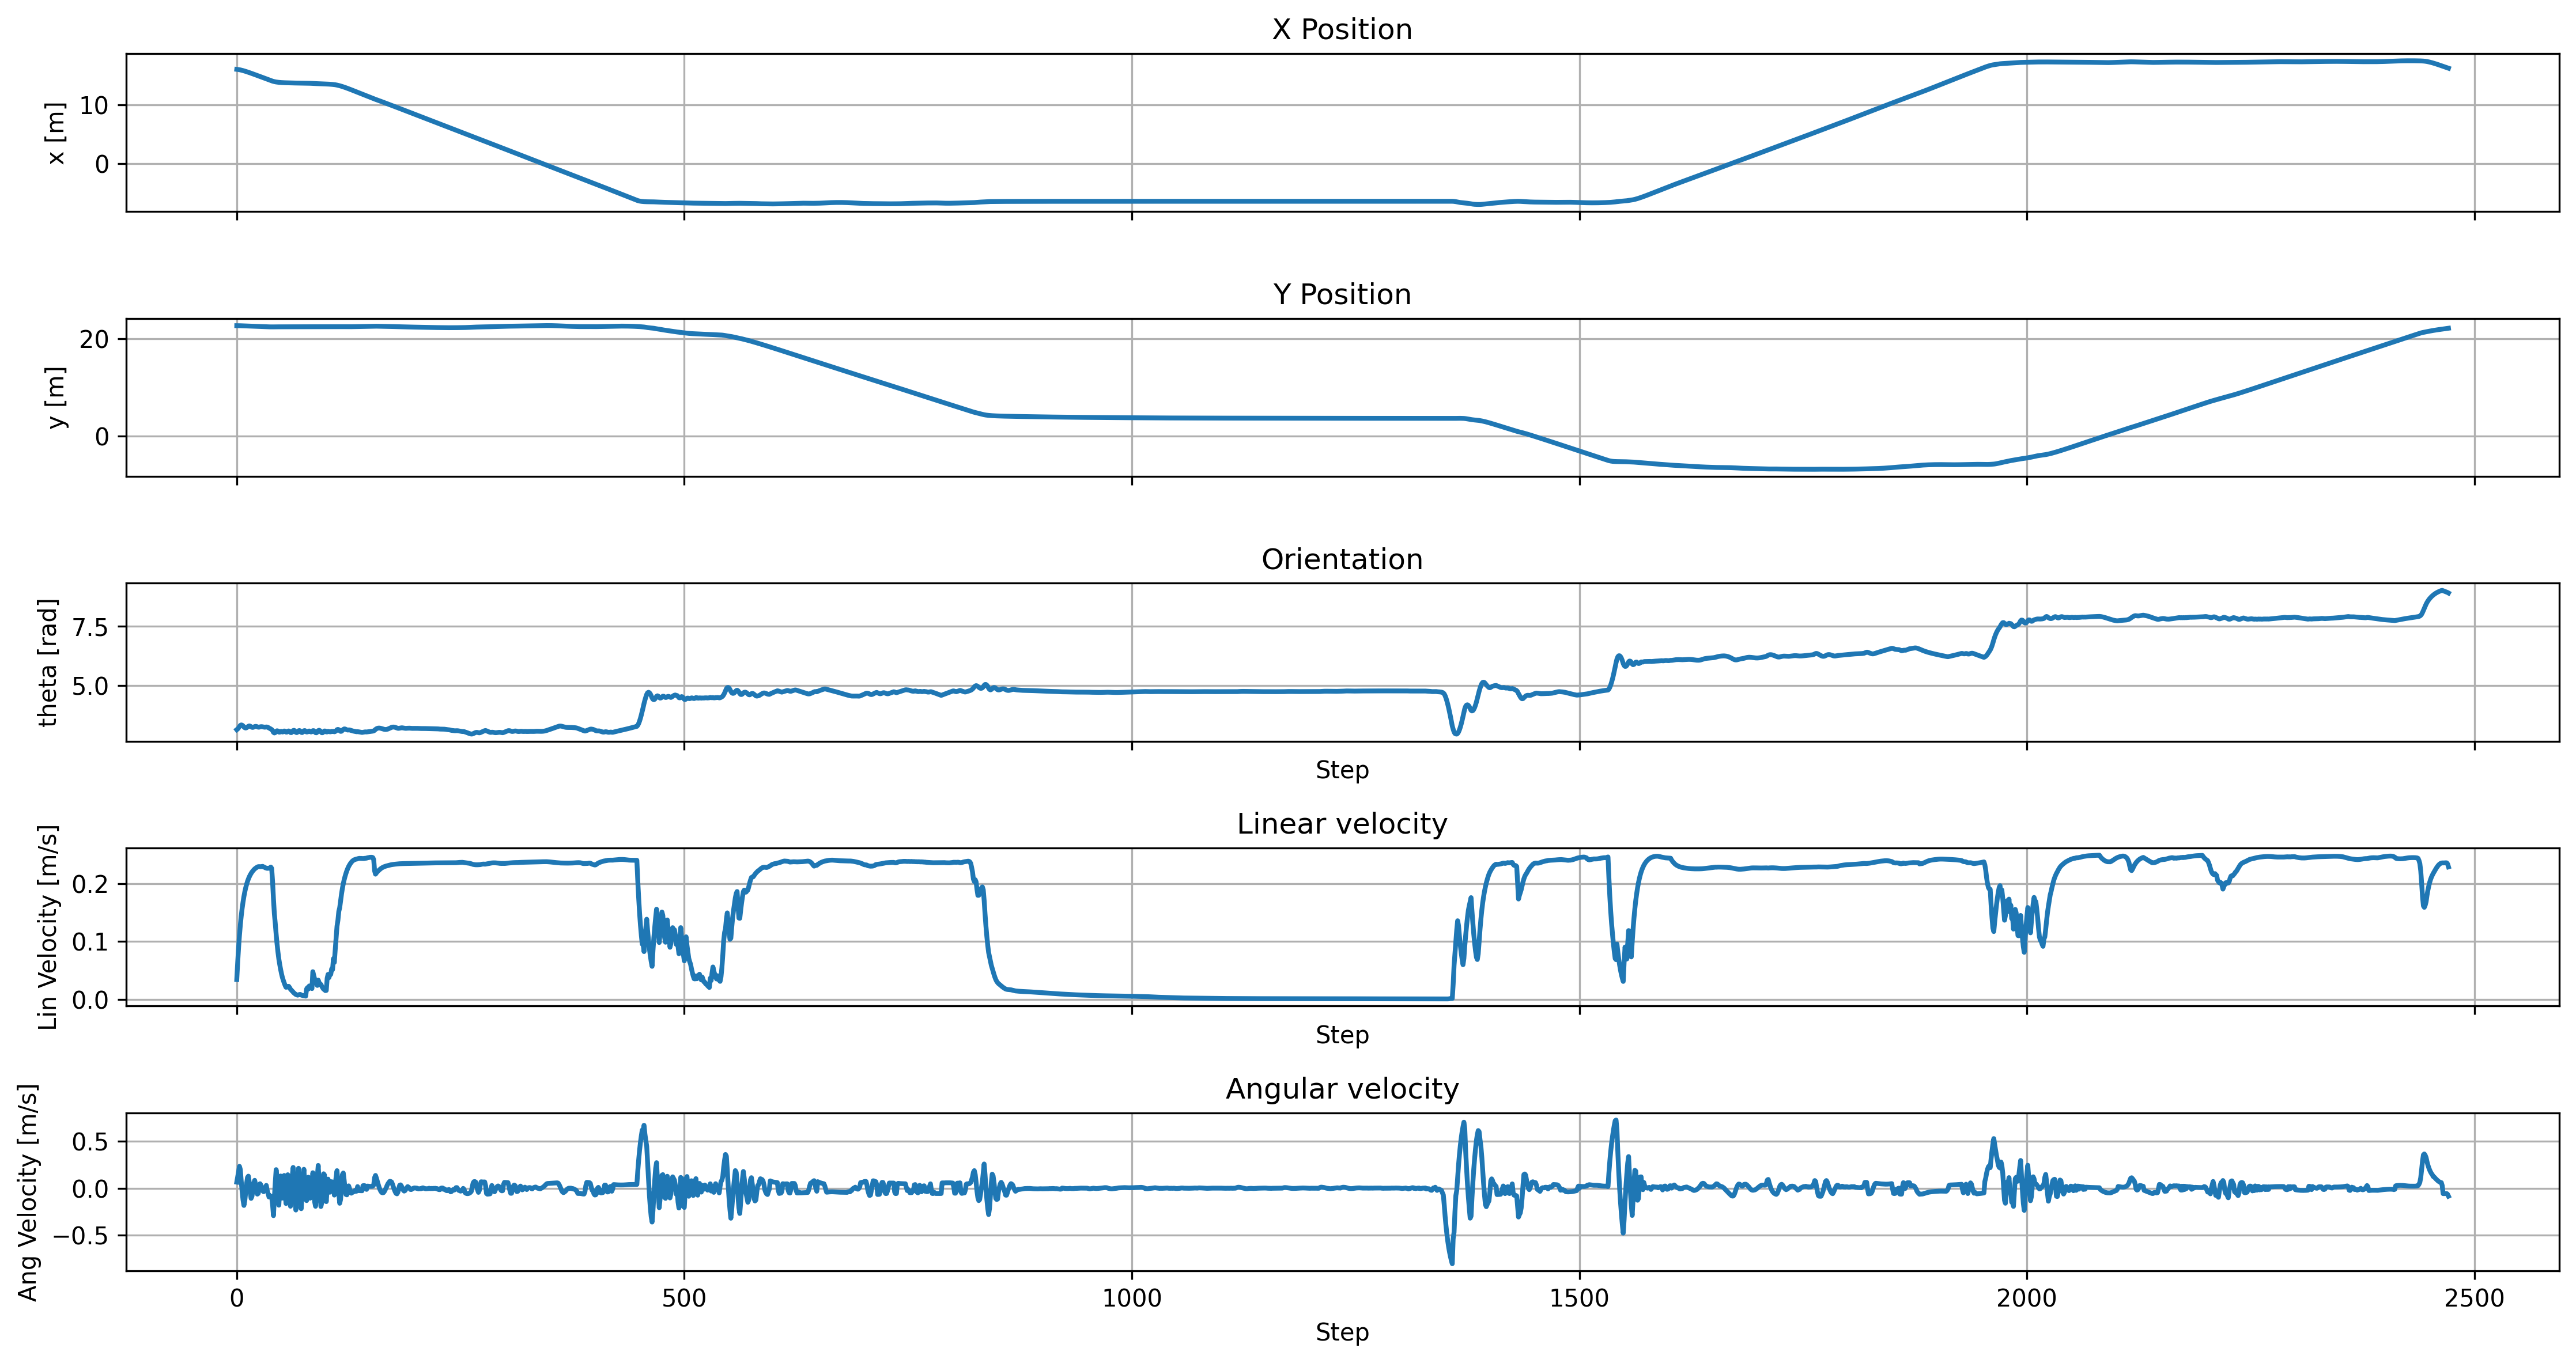 X Position
x [m]
10
0
Y Position
y [m]
20
0
Orientation
theta [rad]
7.5
5.0
Step
Linear velocity
Lin Velocity [m/s]
0.2
0.1
0.0
Step
Angular velocity
Ang Velocity [m/s]
0.5
0.0
−0.5
0 500 1000 1500 2000 2500
Step